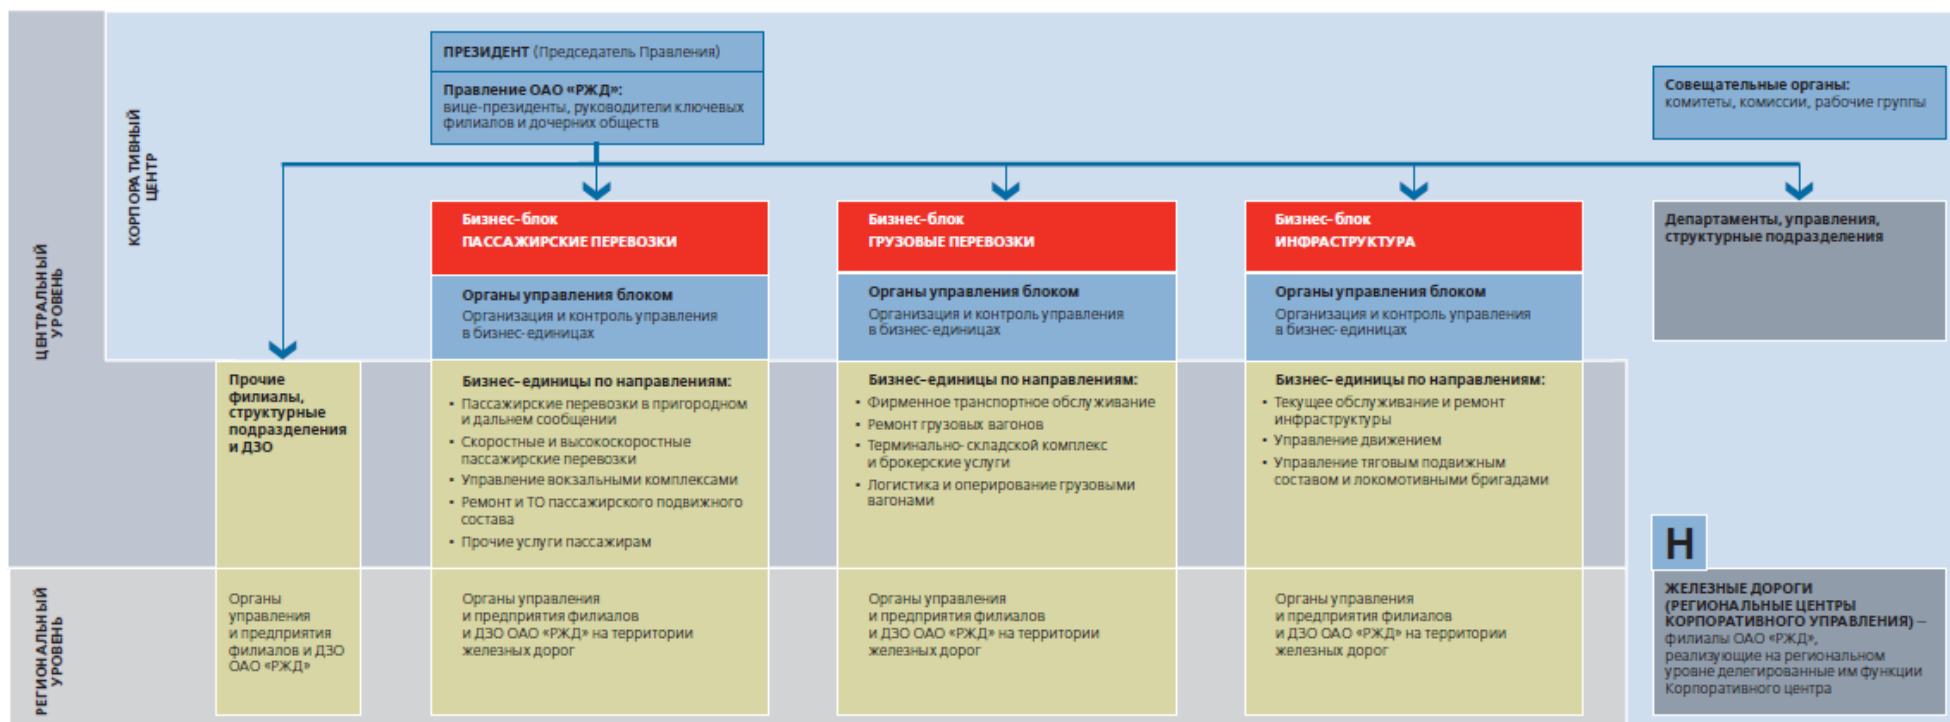 ЦЕНТРАЛЬНЫЙ
УРОВЕНЬ
КОРПОРАТИВНЫЙ
ЦЕНТР
ПРЕЗИДЕНТ (Председатель Правления)
Правление ОАО «РЖД»:
вице-президенты, руководители ключевых
филиалов и дочерних обществ
Совещательные органы:
комитеты, комиссии, рабочие группы
Бизнес-блок
ПАССАЖИРСКИЕ ПЕРЕВОЗКИ
Органы управления блоком
Организация и контроль управления
в бизнес-единицах
Бизнес-блок
ГРУЗОВЫЕ ПЕРЕВОЗКИ
Органы управления блоком
Организация и контроль управления
в бизнес-единицах
Бизнес-блок
ИНФРАСТРУКТУРА
Органы управления блоком
Организация и контроль управления
в бизнес-единицах
Департаменты, управления,
структурные подразделения
Прочие
филиалы,
структурные
подразделения
и ДЗО
Бизнес-единицы по направлениям:
• Пассажирские перевозки в пригородном
и дальнем сообщении
• Скоростные и высокоскоростные
пассажирские перевозки
• Управление вокзальными комплексами
• Ремонт и ТО пассажирского подвижного
состава
• Прочие услуги пассажирам
Бизнес-единицы по направлениям:
• Фирменное транспортное обслуживание
• Ремонт грузовых вагонов
• Терминально-складской комплекс
и брокерские услуги
• Логистика и оперирование грузовыми
вагонами
Бизнес-единицы по направлениям:
• Текущее обслуживание и ремонт
инфраструктуры
• Управление движением
• Управление тяговым подвижным
составом и локомотивными бригадами
РЕГИОНАЛЬНЫЙ
УРОВЕНЬ
Органы
управления
и предприятия
филиалов и ДЗО
ОАО «РЖД»
Органы управления
и предприятия филиалов
и ДЗО ОАО «РЖД» на территории
железных дорог
Органы управления
и предприятия филиалов
и ДЗО ОАО «РЖД» на территории
железных дорог
Органы управления
и предприятия филиалов
и ДЗО ОАО «РЖД» на территории
железных дорог
Н
ЖЕЛЕЗНЫЕ ДОРОГИ
(РЕГИОНАЛЬНЫЕ ЦЕНТРЫ
КОРПОРАТИВНОГО УПРАВЛЕНИЯ) —
филиалы ОАО «РЖД»,
реализующие на региональном
уровне делегированные им функции
Корпоративного центра